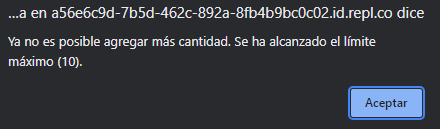 ...a en a56e6c9d-7b5d-462c-892a-8fb4b9bc0c02.id.repl.co dice
Ya no es posible agregar más cantidad. Se ha alcanzado el límite
máximo (10).
Aceptar